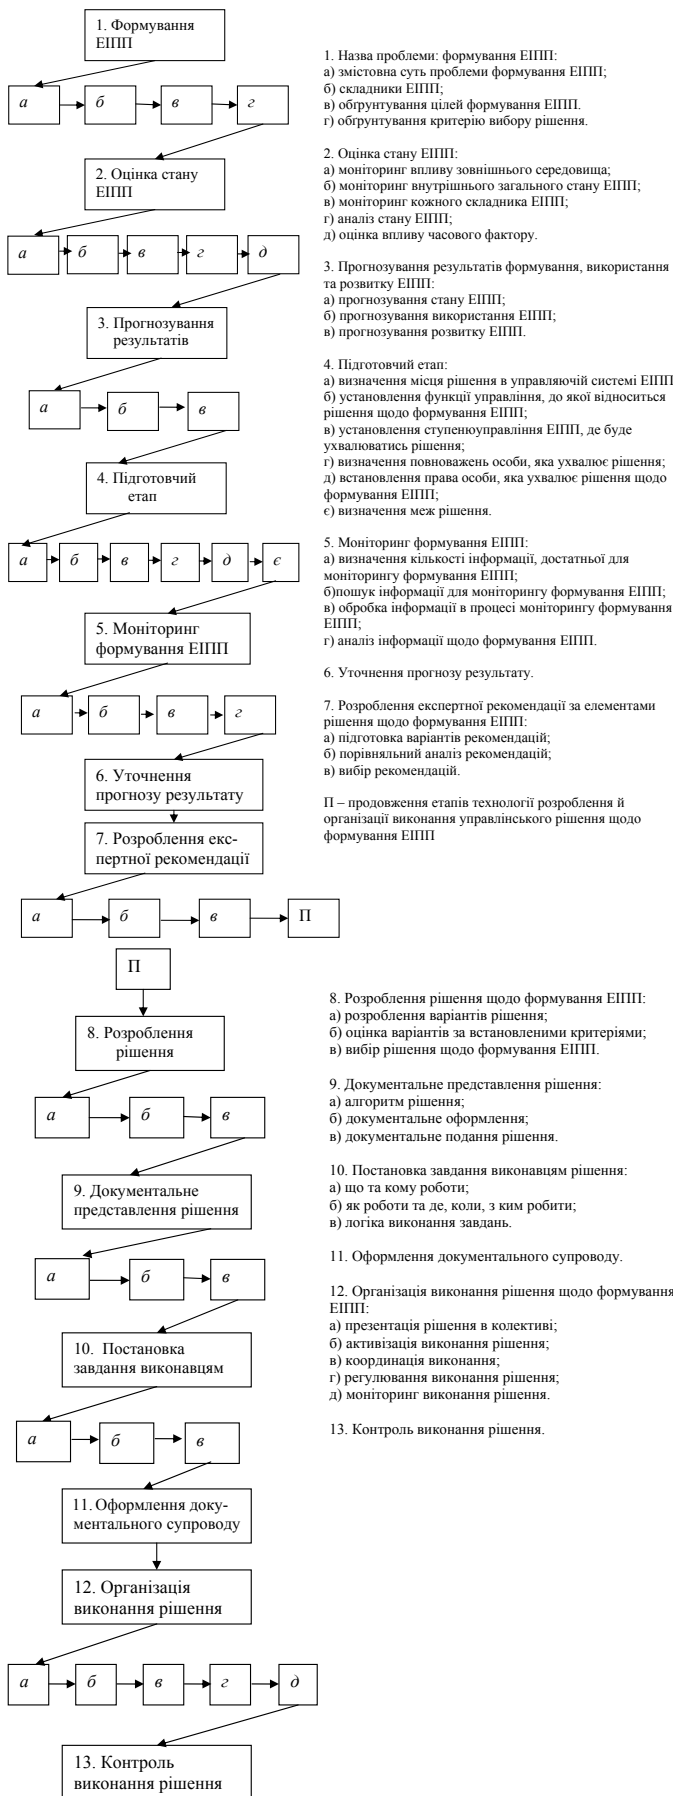 1. Формування
ЕІПП
а б в г
2. Оцінка стану
ЕІПП
а б в г д
3. Прогнозування
результатів
а б в
4. Підготовчий
етап
а б в г д є
5. Моніторинг
формування ЕІПП
а б в г
6. Уточнення
прогнозу результату
7. Розроблення екс-
пертної рекомендації
а б в П
1. Назва проблеми: формування ЕІПП:
а) змістовна суть проблеми формування ЕІПП;
б) складники ЕІПП;
в) обґрунтування цілей формування ЕІПП.
г) обґрунтування критерію вибору рішення.
2. Оцінка стану ЕІПП:
а) моніторинг впливу зовнішнього середовища;
б) моніторинг внутрішнього загального стану ЕІПП;
в) моніторинг кожного складника ЕІПП;
г) аналіз стану ЕІПП;
д) оцінка впливу часового фактору.
3. Прогнозування результатів формування, використання
та розвитку ЕІПП:
а) прогнозування стану ЕІПП;
б) прогнозування використання ЕІПП;
в) прогнозування розвитку ЕІПП.
4. Підготовчий етап:
а) визначення місця рішення в управляючій системі ЕІПП
б) установлення функції управління, до якої відноситься
рішення щодо формування ЕІПП;
в) установлення ступенюуправління ЕІПП, де буде
ухвалюватись рішення;
г) визначення повноважень особи, яка ухвалює рішення;
д) встановлення права особи, яка ухвалює рішення щодо
формування ЕІПП;
є) визначення меж рішення.
5. Моніторинг формування ЕІПП:
а) визначення кількості інформації, достатньої для
моніторингу формування ЕІПП;
б)пошук інформації для моніторингу формування ЕІПП;
в) обробка інформації в процесі моніторингу формування
ЕІПП;
г) аналіз інформації щодо формування ЕІПП.
6. Уточнення прогнозу результату.
7. Розроблення експертної рекомендації за елементами
рішення щодо формування ЕІПП:
а) підготовка варіантів рекомендацій;
б) порівняльний аналіз рекомендацій;
в) вибір рекомендацій.
П – продовження етапів технології розроблення й
організації виконання управлінського рішення щодо
формування ЕІПП
П
8. Розроблення
рішення
а б в
9. Документальне
представлення рішення
а б в
10. Постановка
завдання виконавцям
а б в
11. Оформлення доку-
ментального супроводу
12. Організація
виконання рішення
а б в г д
13. Контроль
виконання рішення
8. Розроблення рішення щодо формування ЕІПП:
а) розроблення варіантів рішення;
б) оцінка варіантів за встановленими критеріями;
в) вибір рішення щодо формування ЕІПП.
9. Документальне представлення рішення:
а) алгоритм рішення;
б) документальне оформлення;
в) документальне подання рішення.
10. Постановка завдання виконавцям рішення:
а) що та кому роботи;
б) як роботи та де, коли, з ким робити;
в) логіка виконання завдань.
11. Оформлення документального супроводу.
12. Організація виконання рішення щодо формування
ЕІПП:
а) презентація рішення в колективі;
б) активізація виконання рішення;
в) координація виконання;
г) регулювання виконання рішення;
д) моніторинг виконання рішення.
13. Контроль виконання рішення.